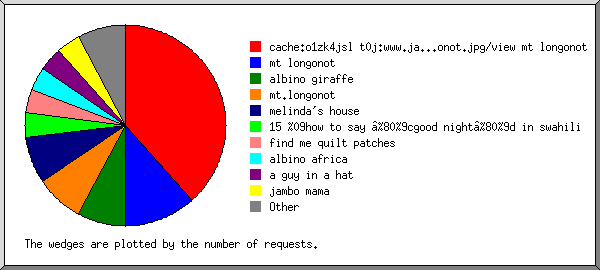 cache:o1zk4jsl t0j:www.ja...onot.jpg/view mt longonot
mt longonot
albino giraffe
mt.longonot
melinda's house
15 %09how to say â%80%9cgood nightâ%80%9d in swahili
find me quilt patches
albino africa
a guy in a hat
jambo mama
Other
The wedges are plotted by the number of requests.